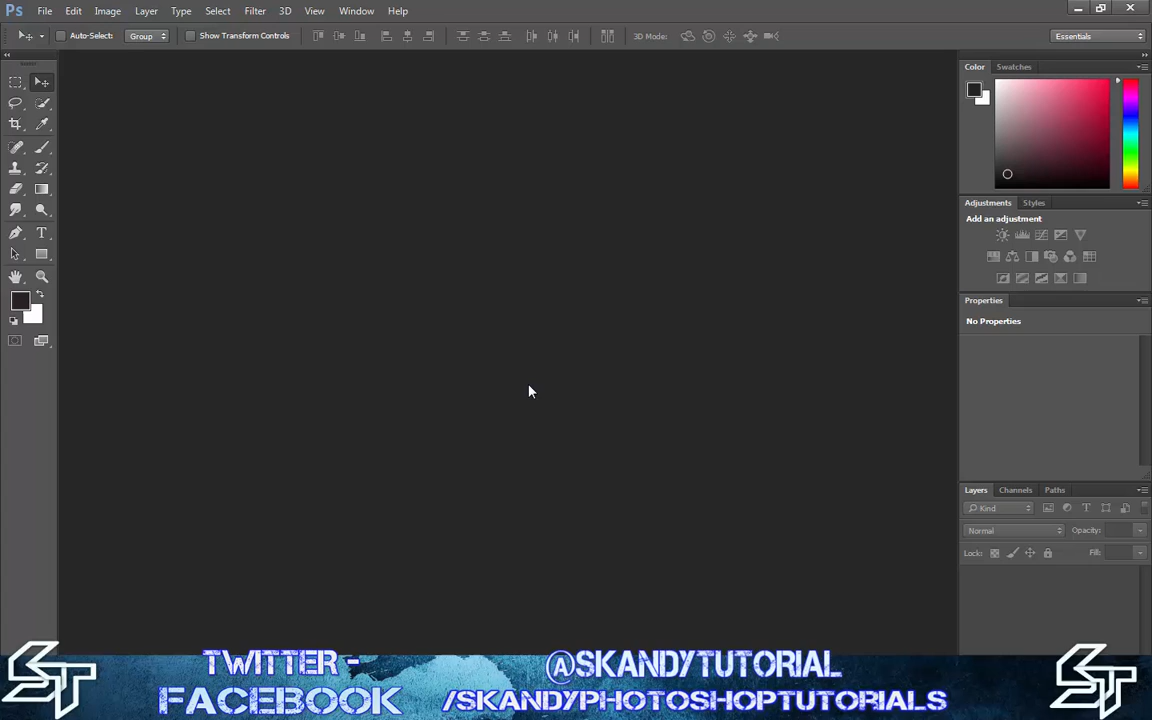 Ps File Edit Image Layer Type Select Filter 3D View Window Help
Auto-Select: Group Show Transform Controls 3D Mode: Essentials
Color Swatches
Adjustments Styles
Add an adjustment
Properties
No Properties
Layers Channels Paths
Kind
Normal Opacity:
Lock: Fill:
TWITTER - @SKANDYTUTORIAL
FACEBOOK /SKANDYPHOTOSHOPTUTORIALS
ST
ST